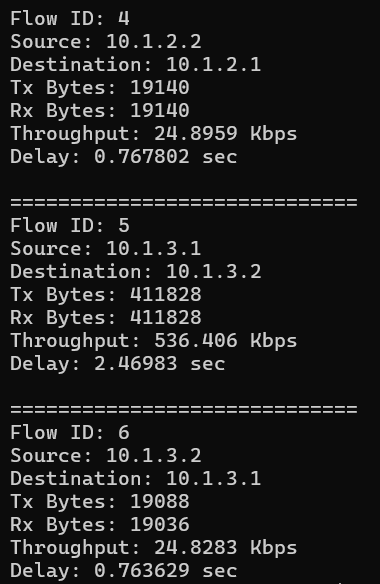 Flow ID: 4
Source: 10.1.2.2
Destination: 10.1.2.1
Tx Bytes: 19140
Rx Bytes: 19140
Throughput: 24.8959 Kbps
Delay: 0.767802 sec
=============================
Flow ID: 5
Source: 10.1.3.1
Destination: 10.1.3.2
Tx Bytes: 411828
Rx Bytes: 411828
Throughput: 536.406 Kbps
Delay: 2.46983 sec
=============================
Flow ID: 6
Source: 10.1.3.2
Destination: 10.1.3.1
Tx Bytes: 19088
Rx Bytes: 19036
Throughput: 24.8283 Kbps
Delay: 0.763629 sec